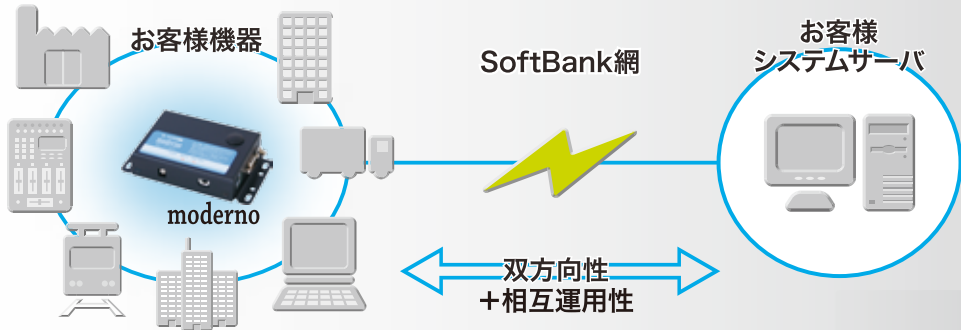 お客様機器
moderno
SoftBank網
お客様
システムサーバ
双方向性
＋相互運用性